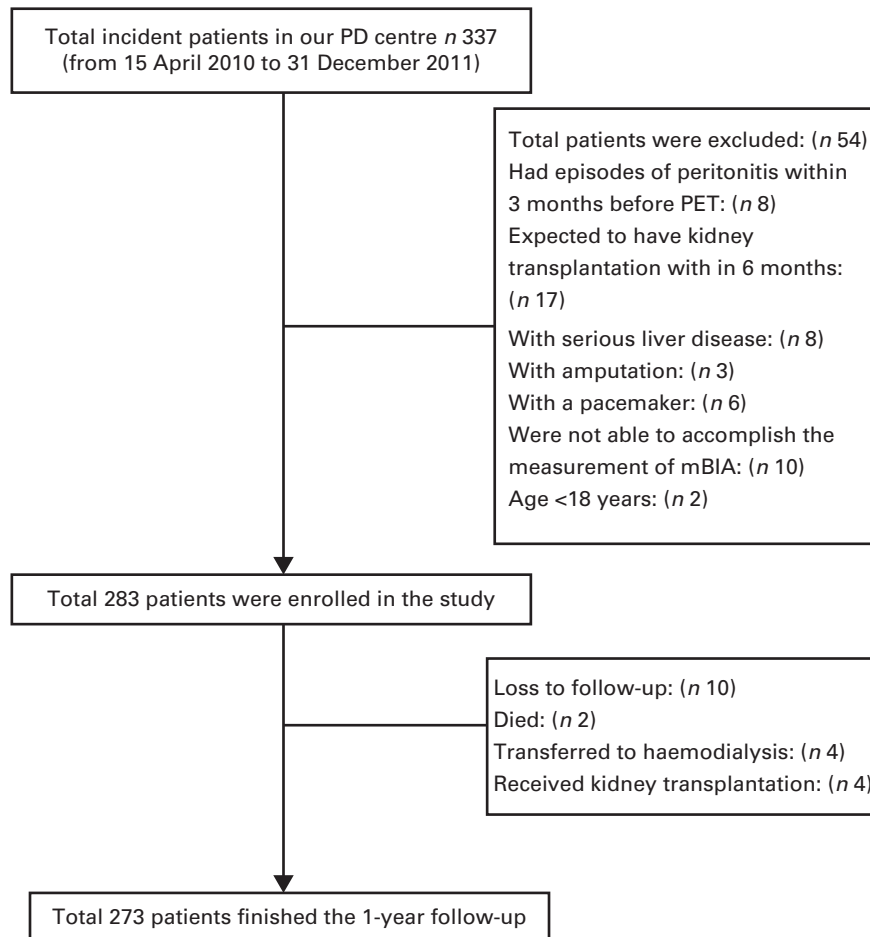 Total incident patients in our PD centre n 337
(from 15 April 2010 to 31 December 2011)
Total patients were excluded: (n 54)
Had episodes of peritonitis within
3 months before PET: (n 8)
Expected to have kidney
transplantation with in 6 months:
(n 17)
With serious liver disease: (n 8)
With amputation: (n 3)
With a pacemaker: (n 6)
Were not able to accomplish the
measurement of mBIA: (n 10)
Age <18 years: (n 2)
Total 283 patients were enrolled in the study
Loss to follow-up: (n 10)
Died: (n 2)
Transferred to haemodialysis: (n 4)
Received kidney transplantation: (n 4)
Total 273 patients finished the 1-year follow-up